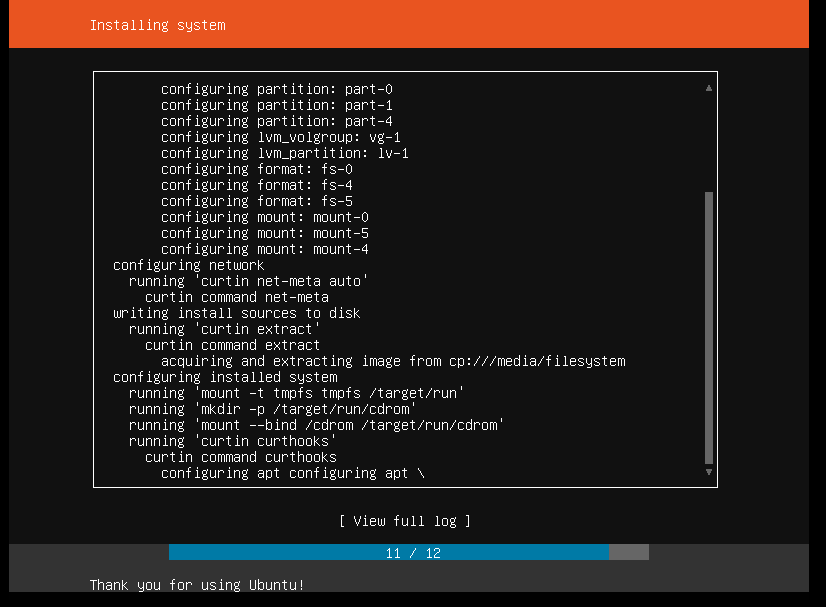 Installing system
configuring partition: part-0
configuring partition: part-1
configuring partition: part-4
configuring lvm_volgroup: vg-1
configuring lvm_partition: lv-1
configuring format: fs-0
configuring format: fs-4
configuring format: fs-5
configuring mount: mount-0
configuring mount: mount-5
configuring mount: mount-4
configuring network
running 'curtin net-meta auto'
curtin command net-meta
writing install sources to disk
running 'curtin extract'
curtin command extract
acquiring and extracting image from cp:///media/filesystem
configuring installed system
running 'mount -t tmpfs tmpfs /target/run'
running 'mkdir -p /target/run/cdrom'
running 'mount --bind /cdrom /target/run/cdrom'
running 'curtin curthooks'
curtin command curthooks
configuring apt configuring apt \
[ View full log ]
11 / 12
Thank you for using Ubuntu!